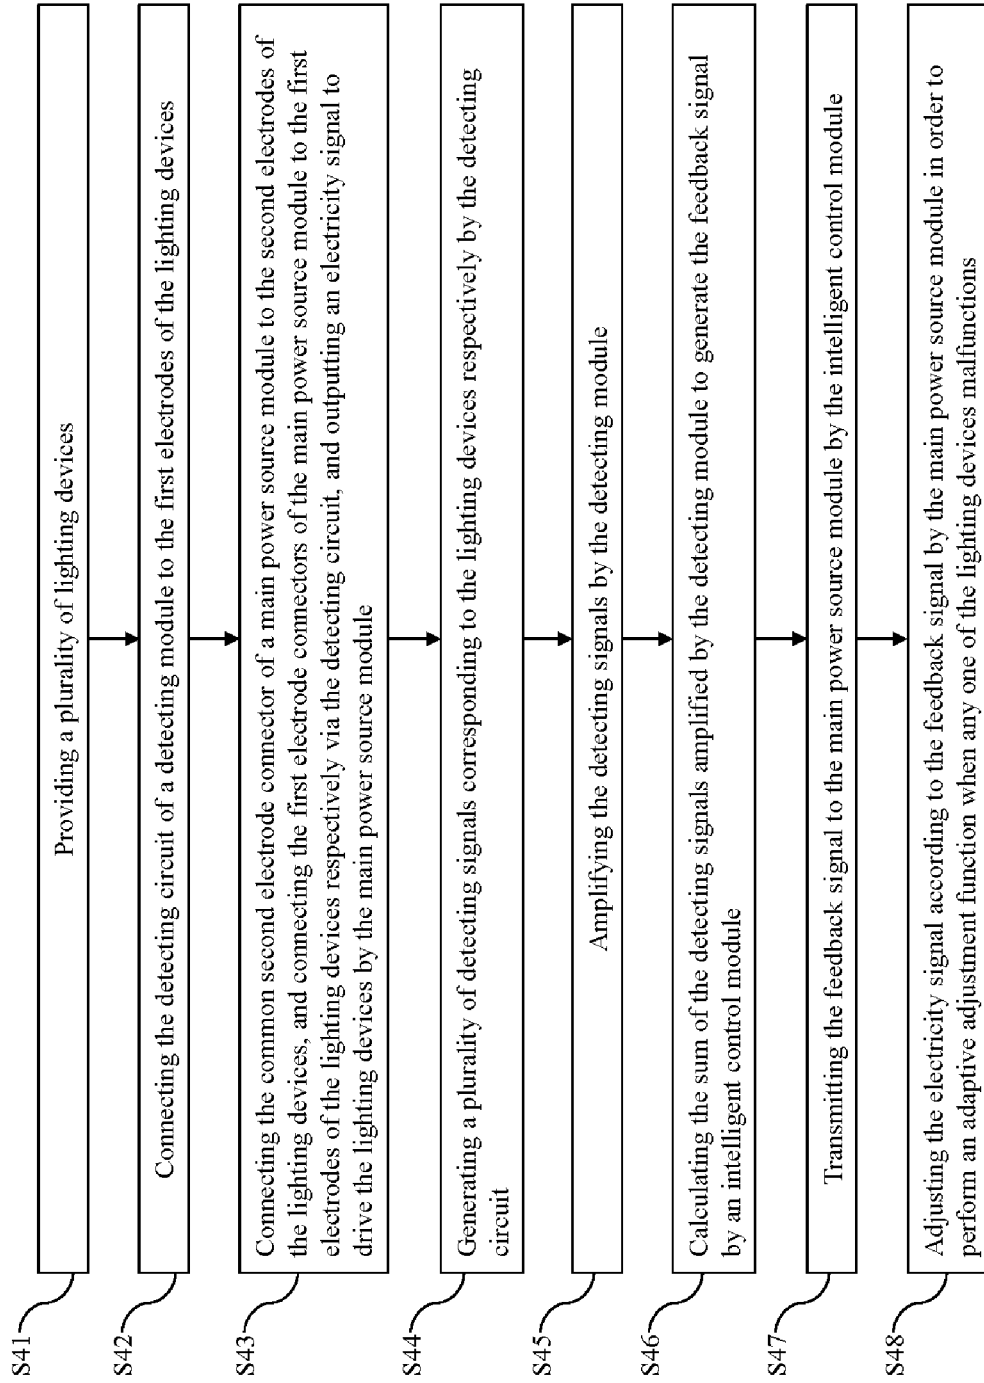 S41
Providing a plurality of lighting devices
S42
Connecting the detecting circuit of a detecting module to the first electrodes of the lighting devices
S43
Connecting the common second electrode connector of a main power source module to the second electrodes of
the lighting devices, and connecting the first electrode connectors of the main power source module to the first
electrodes of the lighting devices respectively via the detecting circuit, and outputting an electricity signal to
drive the lighting devices by the main power source module
S44
Generating a plurality of detecting signals corresponding to the lighting devices respectively by the detecting
circuit
S45
Amplifying the detecting signals by the detecting module
S46
Calculating the sum of the detecting signals amplified by the detecting module to generate the feedback signal
by an intelligent control module
S47
Transmitting the feedback signal to the main power source module by the intelligent control module
S48
Adjusting the electricity signal according to the feedback signal by the main power source module in order to
perform an adaptive adjustment function when any one of the lighting devices malfunctions